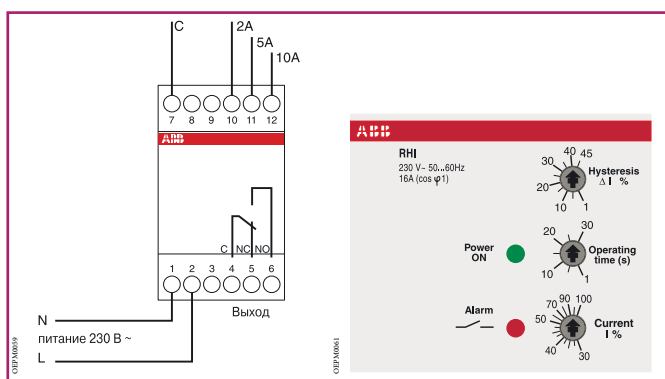 C
2A
5A
10A
7 8 9 10 11 12
ABB
C NC NO
1 2 3 4 5 6
Выход
N
питание 230 В ~
L
OEPM0059
ABB
RHI
230 V~ 50...60Hz
16A (cos φ1)
40 45
30
20
10 1
Hysteresis
Δ I %
Power
ON
30
20
10
1
Operating
time (s)
Alarm
70 90 100
50
40
30
Current
I %
OEPM0061